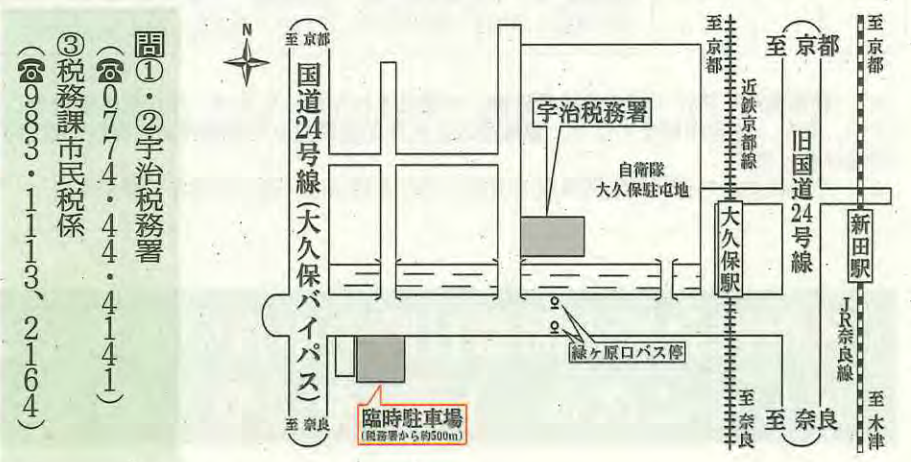 問①・②宇治税務署
(☎0774・44・4141)
③税務課市民税係
(☎983・1113、2164)
N
至 京都
国道24号線(大久保バイパス)
至 奈良
宇治税務署
自衛隊
大久保駐屯地
至 京都
近鉄京都線
大久保駅
至 奈良
至 京都
旧国道24号線
至 奈良
至 京都
新田駅
JR奈良線
至 木津
緑ヶ原口バス停
臨時駐車場
(税務署から約500m)